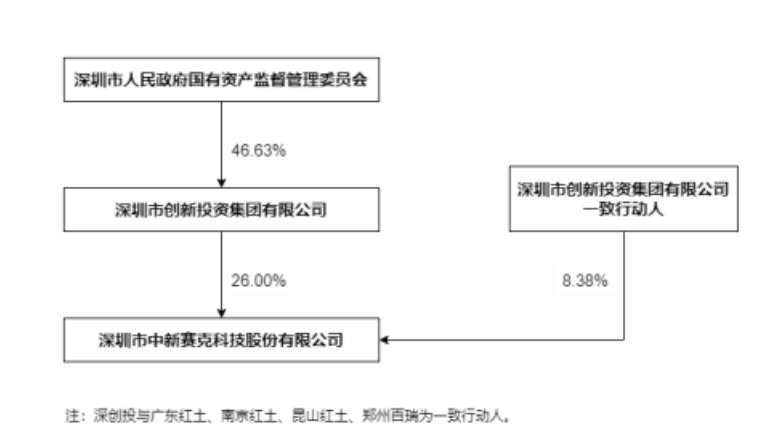 深圳市人民政府国有资产监督管理委员会
46.63%
深圳市创新投资集团有限公司
深圳市创新投资集团有限公司
一致行动人
26.00%
8.38%
深圳市中新赛克科技股份有限公司
注：深创投与广东红土、南京红土、昆山红土、郑州百瑞为一致行动人。